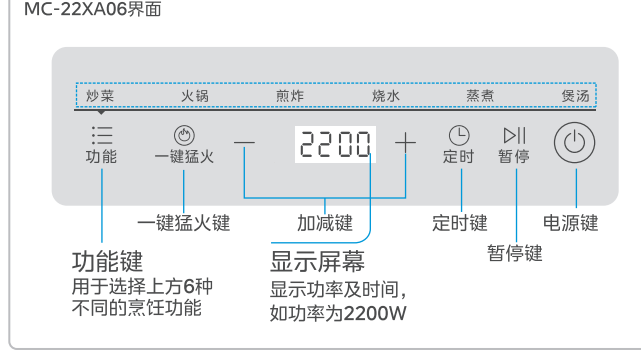 MC-22XA06界面
炒菜 火锅 煎炸 烧水 蒸煮 煲汤
2200
功能 一键猛火 定时 暂停
一键猛火键 加减键 定时键 电源键
暂停键
功能键 显示屏幕
用于选择上方6种 显示功率及时间，
不同的烹饪功能 如功率为2200W